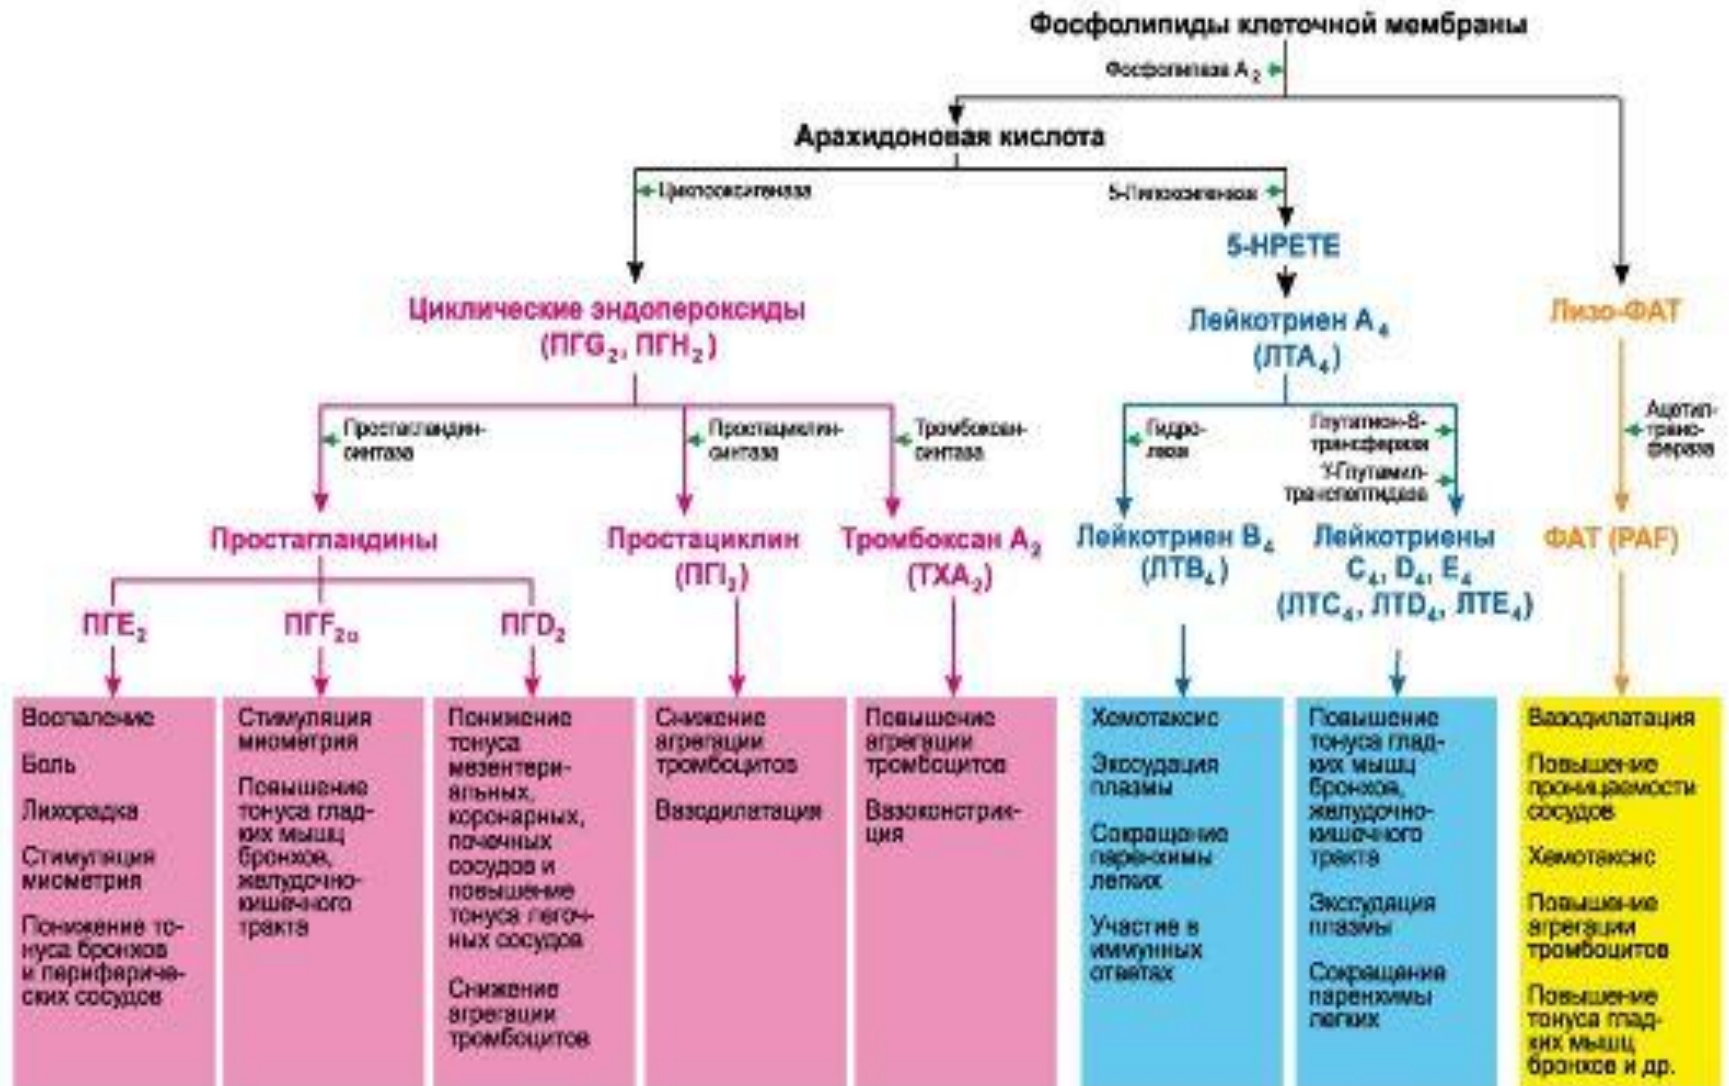 Фосфолипиды клеточной мембраны
Фосфолипаза А2
Арахидоновая кислота
Циклооксигеназа
5-Липоксигеназа
5-НРЕТЕ
Циклические эндопероксиды
(ПГG2, ПГН2)
Лейкотриен А4
(ЛТА4)
Лизо-ФАТ
Простагландин-
синтаза
Простациклин-
синтаза
Тромбоксан-
синтаза
Гидро-
лаза
Глутатион-S-
трансфераза
γ-Глутамил-
транспептидаза
Ацетил-
транс-
фераза
Простагландины
Простациклин
(ПГI2)
Тромбоксан А2
(ТХА2)
Лейкотриен В4
(ЛТВ4)
Лейкотриены
С4, D4, Е4
(ЛТС4, ЛТD4, ЛТЕ4)
ФАТ (PAF)
ПГЕ2
ПГF2α
ПГD2
Воспаление
Боль
Лихорадка
Стимуляция
миометрия
Понижение то-
нуса бронхов
и перифериче-
ских сосудов
Стимуляция
миометрия
Повышение
тонуса глад-
ких мышц
бронхов,
желудочно-
кишечного
тракта
Понижение
тонуса
мезентери-
альных,
коронарных,
почечных
сосудов и
повышение
тонуса легоч-
ных сосудов
Снижение
агрегации
тромбоцитов
Снижение
агрегации
тромбоцитов
Вазодилатация
Повышение
агрегации
тромбоцитов
Вазоконстрик-
ция
Хемотаксис
Экссудация
плазмы
Сокращение
паренхимы
легких
Участие в
иммунных
ответах
Повышение
тонуса глад-
ких мышц
бронхов,
желудочно-
кишечного
тракта
Экссудация
плазмы
Сокращение
паренхимы
легких
Вазодилатация
Повышение
проницаемости
сосудов
Хемотаксис
Повышение
агрегации
тромбоцитов
Повышение
тонуса глад-
ких мышц
бронхов и др.